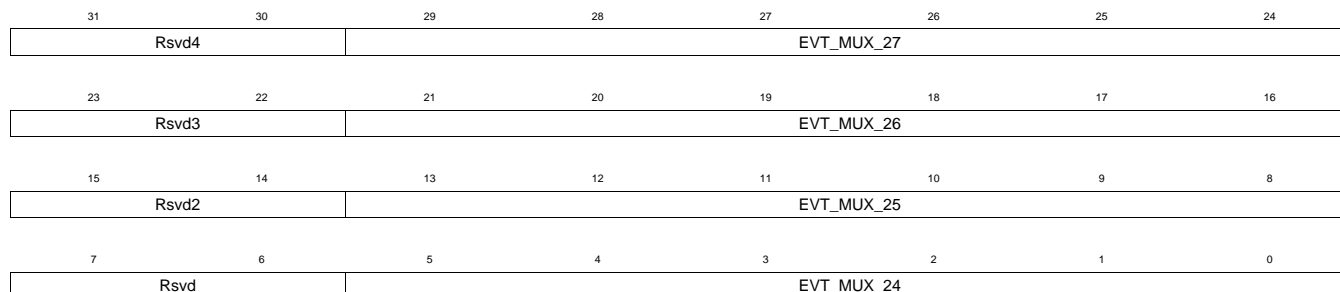 31 30 29 28 27 26 25 24
Rsvd4 EVT_MUX_27
23 22 21 20 19 18 17 16
Rsvd3 EVT_MUX_26
15 14 13 12 11 10 9 8
Rsvd2 EVT_MUX_25
7 6 5 4 3 2 1 0
Rsvd EVT_MUX_24